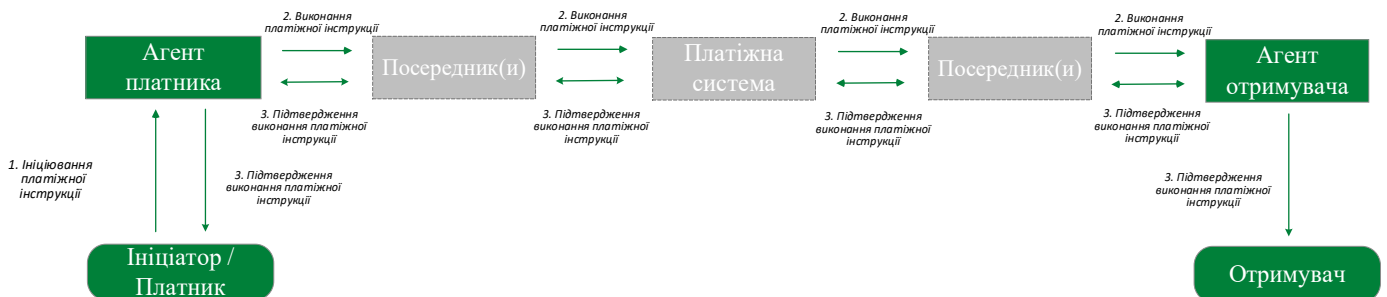 2. Виконання
платіжної інструкції
2. Виконання
платіжної інструкції
2. Виконання
платіжної інструкції
2. Виконання
платіжної інструкції
Агент
платника
Посередник(и)
Платіжна
система
Посередник(и)
Агент
отримувача
3. Підтвердження
виконання платіжної
інструкції
3. Підтвердження
виконання платіжної
інструкції
3. Підтвердження
виконання платіжної
інструкції
3. Підтвердження
виконання платіжної
інструкції
1. Ініціювання
платіжної
інструкції
3. Підтвердження
виконання платіжної
інструкції
3. Підтвердження
виконання платіжної
інструкції
Ініціатор /
Платник
Отримувач